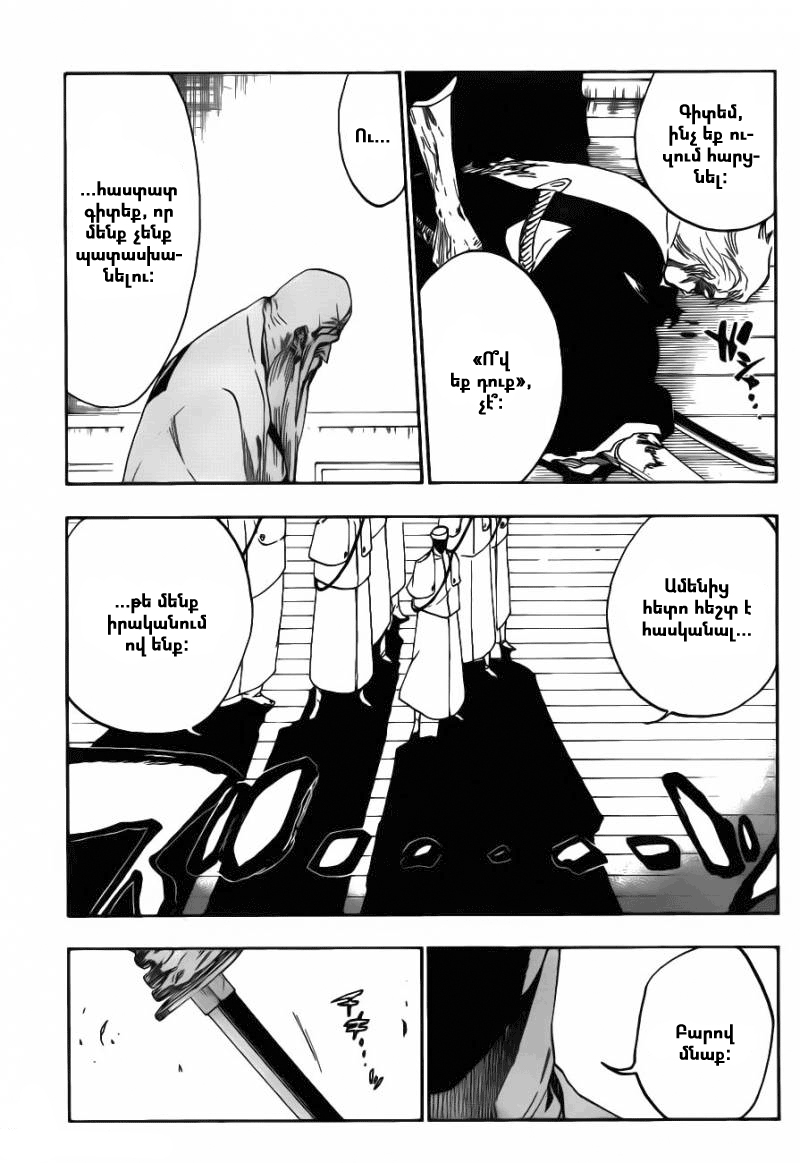 Գիտեմ,
ինչ եք ու-
զում հարց-
նել:
«Ո՞վ
եք դուք»,
չէ՞:
Ու...
...հաստատ
գիտեք, որ
մենք չենք
պատասխա-
նելու:
Ամենից
հետո հեշտ է
հասկանալ...
...թե մենք
իրականում
ով ենք:
Բարով
մնաք: